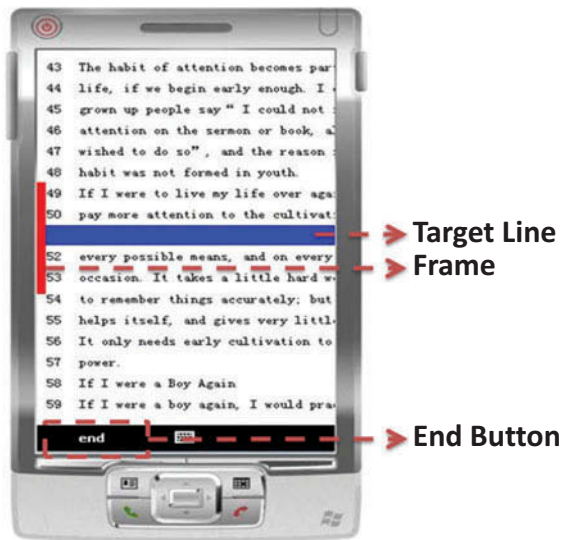 43 The habit of attention becomes par
44 life, if we begin early enough. I
45 grown up people say " I could not
46 attention on the sermon or book, a
47 wished to do so", and the reason
48 habit was not formed in youth.
49 If I were to live my life over aga
50 pay more attention to the cultivat
Target Line
52 every possible means, and on every
Frame
53 occasion. It takes a little hard w
54 to remember things accurately; but
55 helps itself, and gives very littl
56 It only needs early cultivation to
57 power.
58 If I were a Boy Again
59 If I were a boy again, I would pra
end
End Button